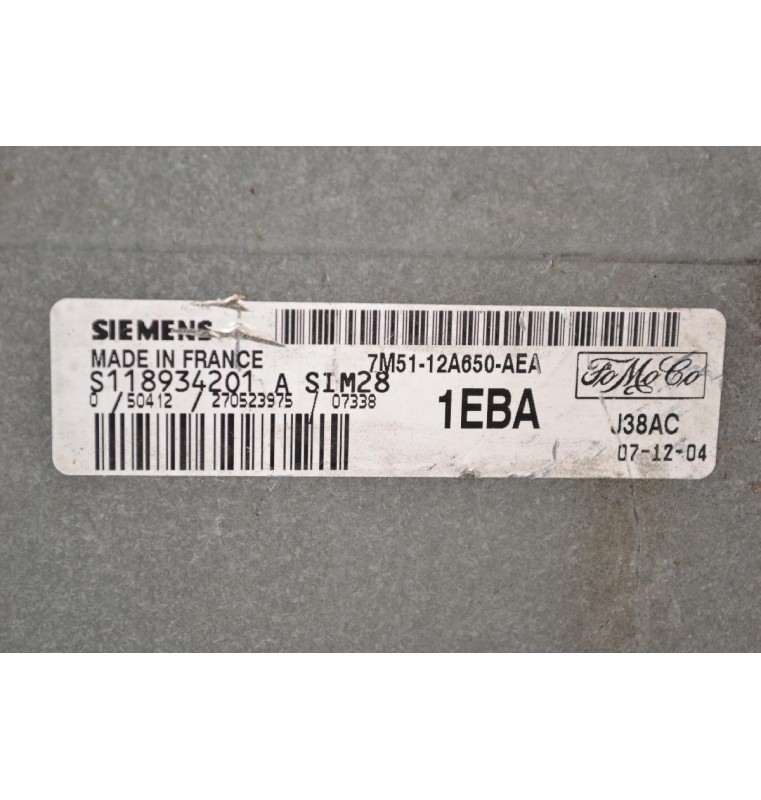 SIEMENS
MADE IN FRANCE
7M51-12A650-AEA
FoMoCo
S118934201 A SIM28
0 / 50412 / 270523975 / 07338
1EBA
J38AC
07-12-04